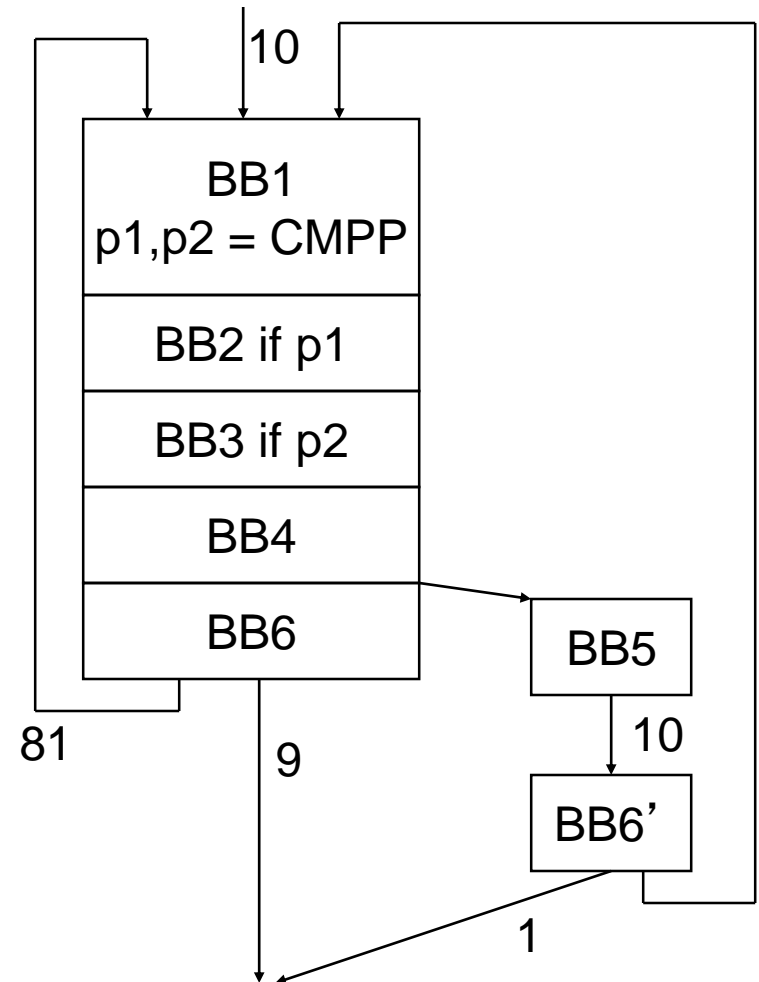 10
BB1
p1,p2 = CMPP
BB2 if p1
BB3 if p2
BB4
BB6
BB5
81
9
10
BB6’
1